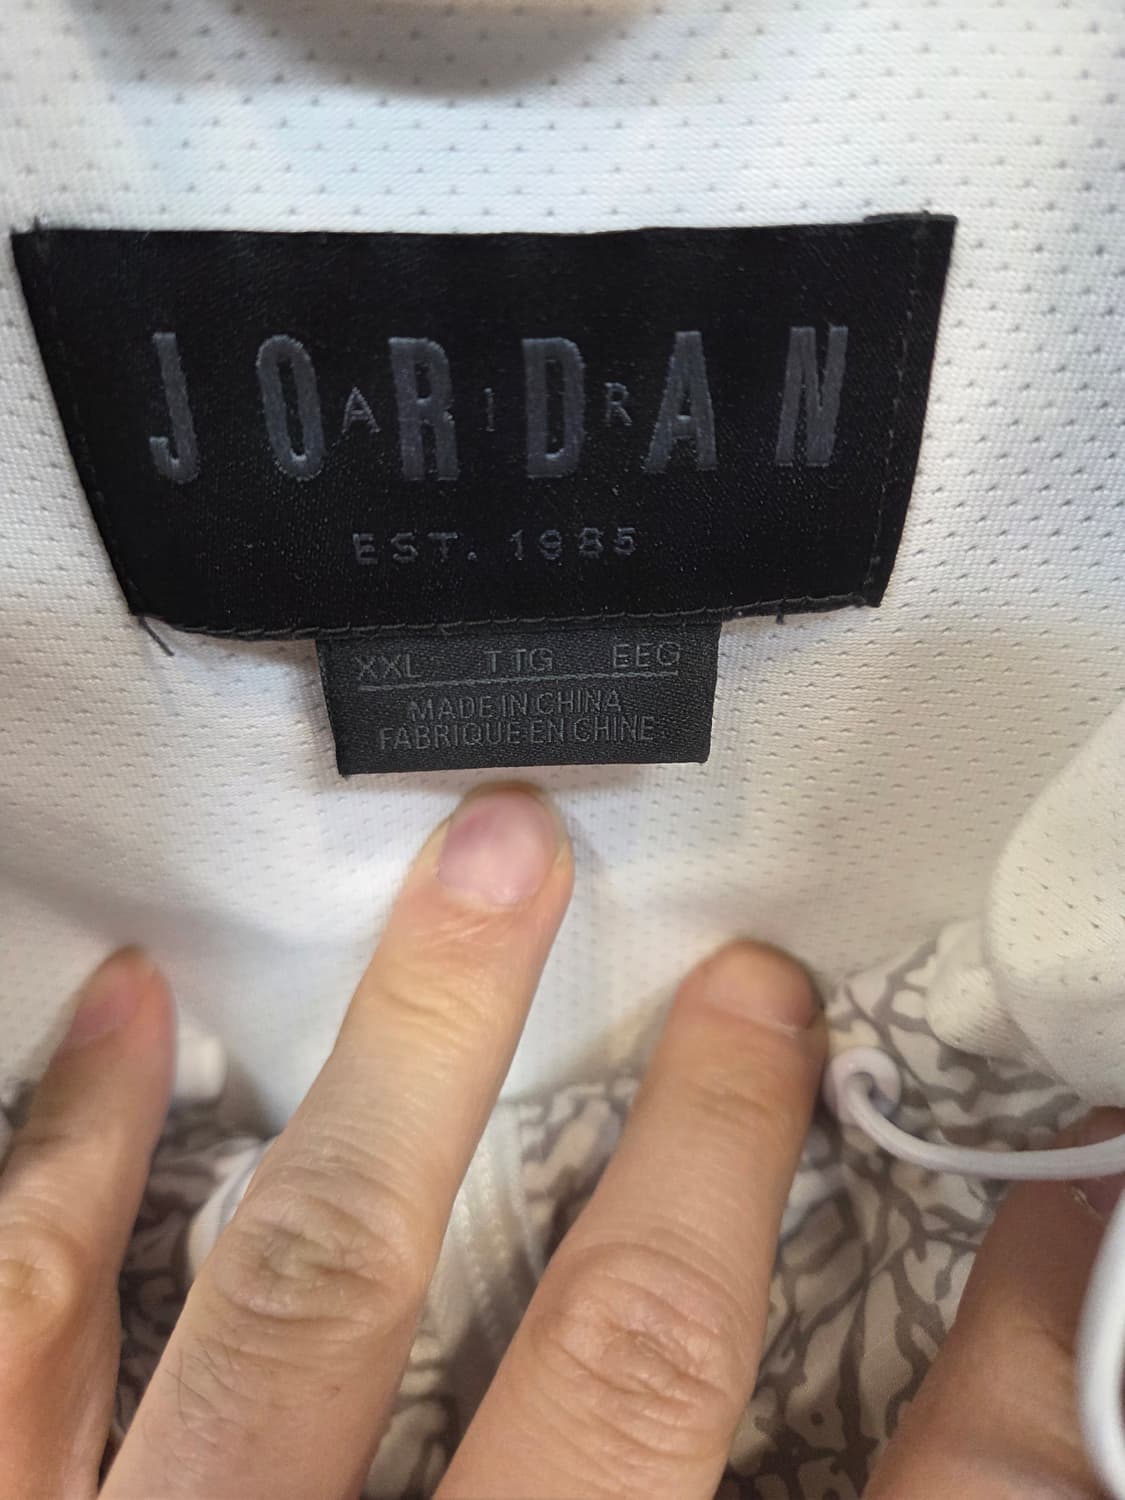 JORDAN
AIR
EST. 1985
XXL TTG EEG
MADE IN CHINA
FABRIQUE EN CHINE